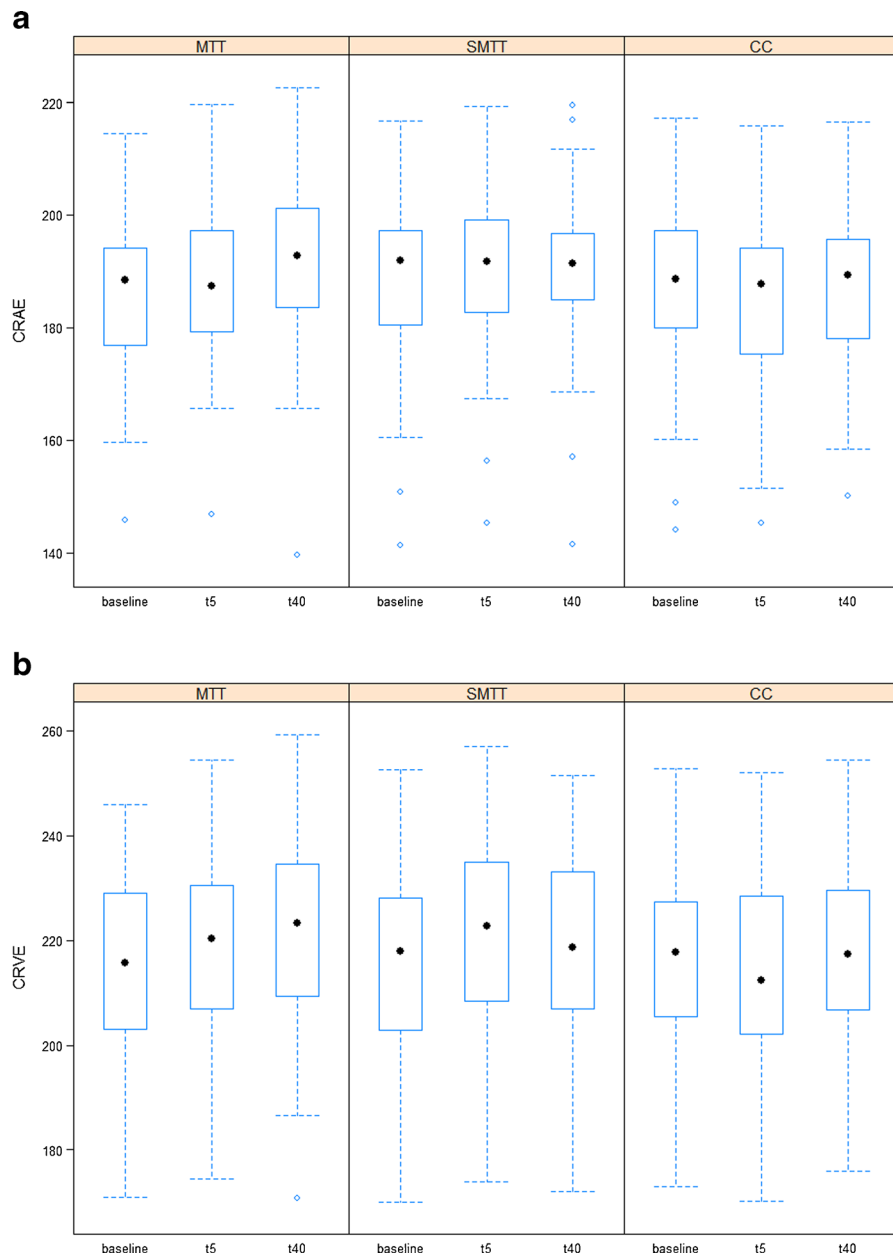 a
MTT SMTT CC
220
200
180
160
140
CRAE
baseline t5 t40 baseline t5 t40 baseline t5 t40
b
MTT SMTT CC
260
240
220
200
180
CRVE
baseline t5 t40 baseline t5 t40 baseline t5 t40